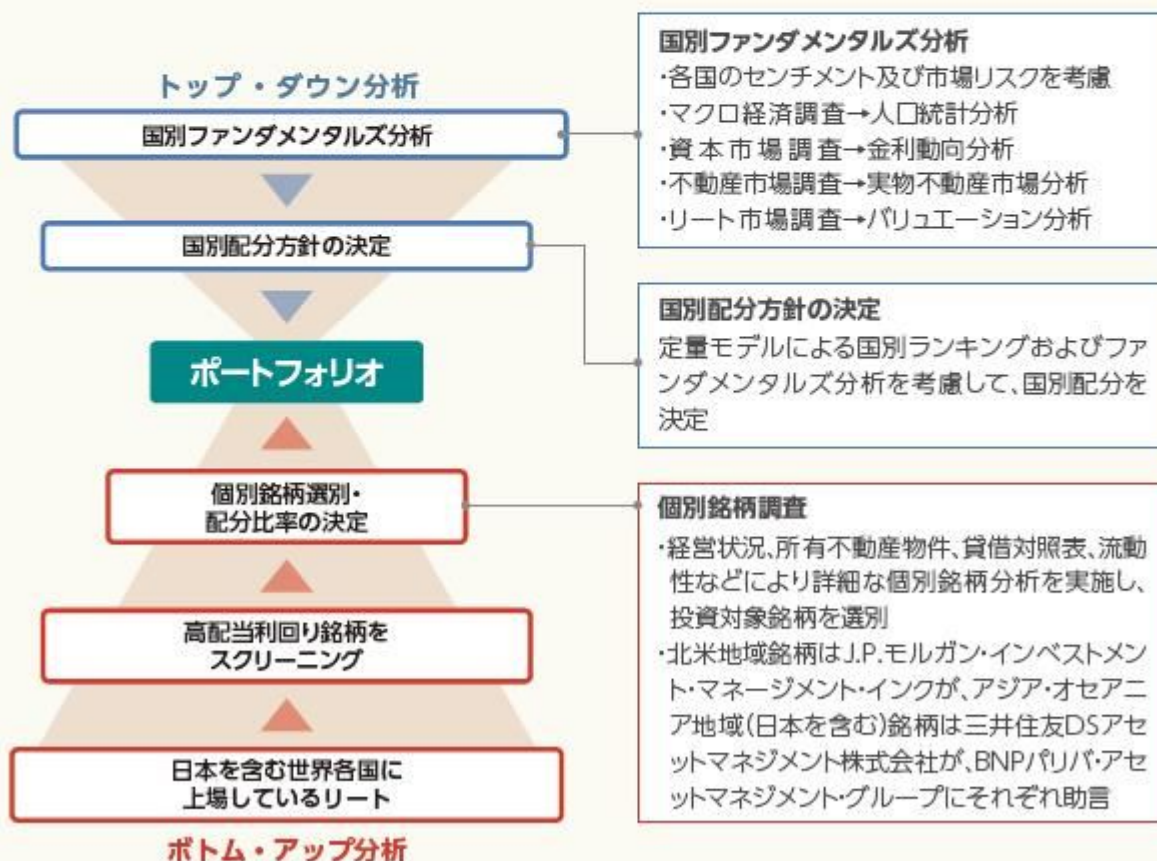 トップ・ダウン分析
国別ファンダメンタルズ分析
国別配分方針の決定
ポートフォリオ
個別銘柄選別・
配分比率の決定
高配当利回り銘柄を
スクリーニング
日本を含む世界各国に
上場しているリート
ボトム・アップ分析
国別ファンダメンタルズ分析
・各国のセンチメント及び市場リスクを考慮
・マクロ経済調査→人口統計分析
・資本市場調査→金利動向分析
・不動産市場調査→実物不動産市場分析
・リート市場調査→バリュエーション分析
国別配分方針の決定
定量モデルによる国別ランキングおよびファ
ンダメンタルズ分析を考慮して、国別配分を
決定
個別銘柄調査
・経営状況、所有不動産物件、貸借対照表、流動
性などにより詳細な個別銘柄分析を実施し、
投資対象銘柄を選別
・北米地域銘柄はJ.P.モルガン・インベストメン
ト・マネージメント・インクが、アジア・オセアニ
ア地域(日本を含む)銘柄は三井住友DSアセ
ットマネジメント株式会社が、BNPパリバ・アセ
ットマネジメント・グループにそれぞれ助言